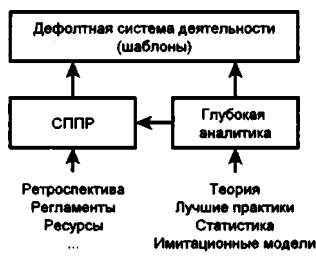 Дефолтная система деятельности
(шаблоны)
СППР
Глубокая
аналитика
Ретроспектива
Регламенты
Ресурсы
...
Теория
Лучшие практики
Статистика
Имитационные модели